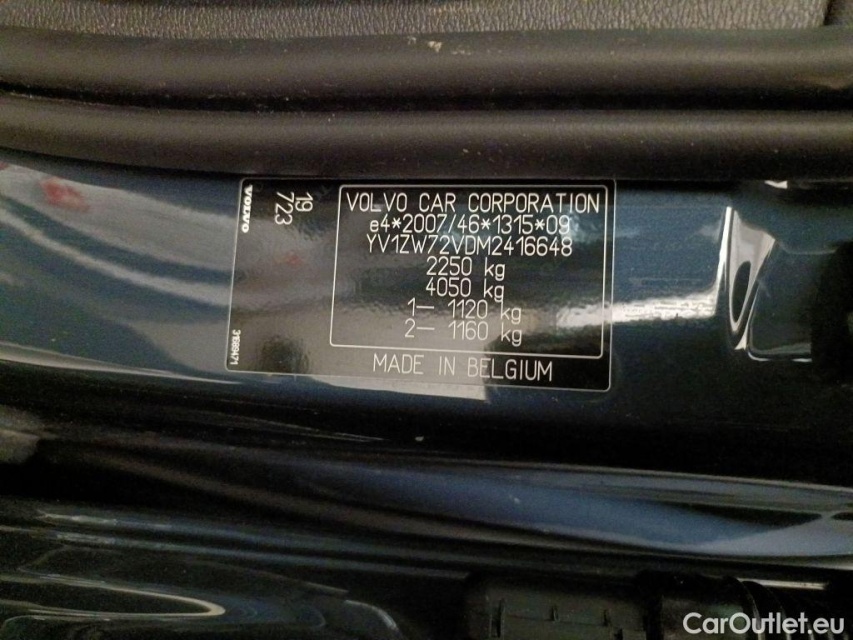 VOLVO
19
723
VOLVO CAR CORPORATION
e4*2007/46*1315*09
YV1ZW72VDM2416648
2250 kg
4050 kg
1– 1120 kg
2– 1160 kg
MADE IN BELGIUM
CarOutlet.eu